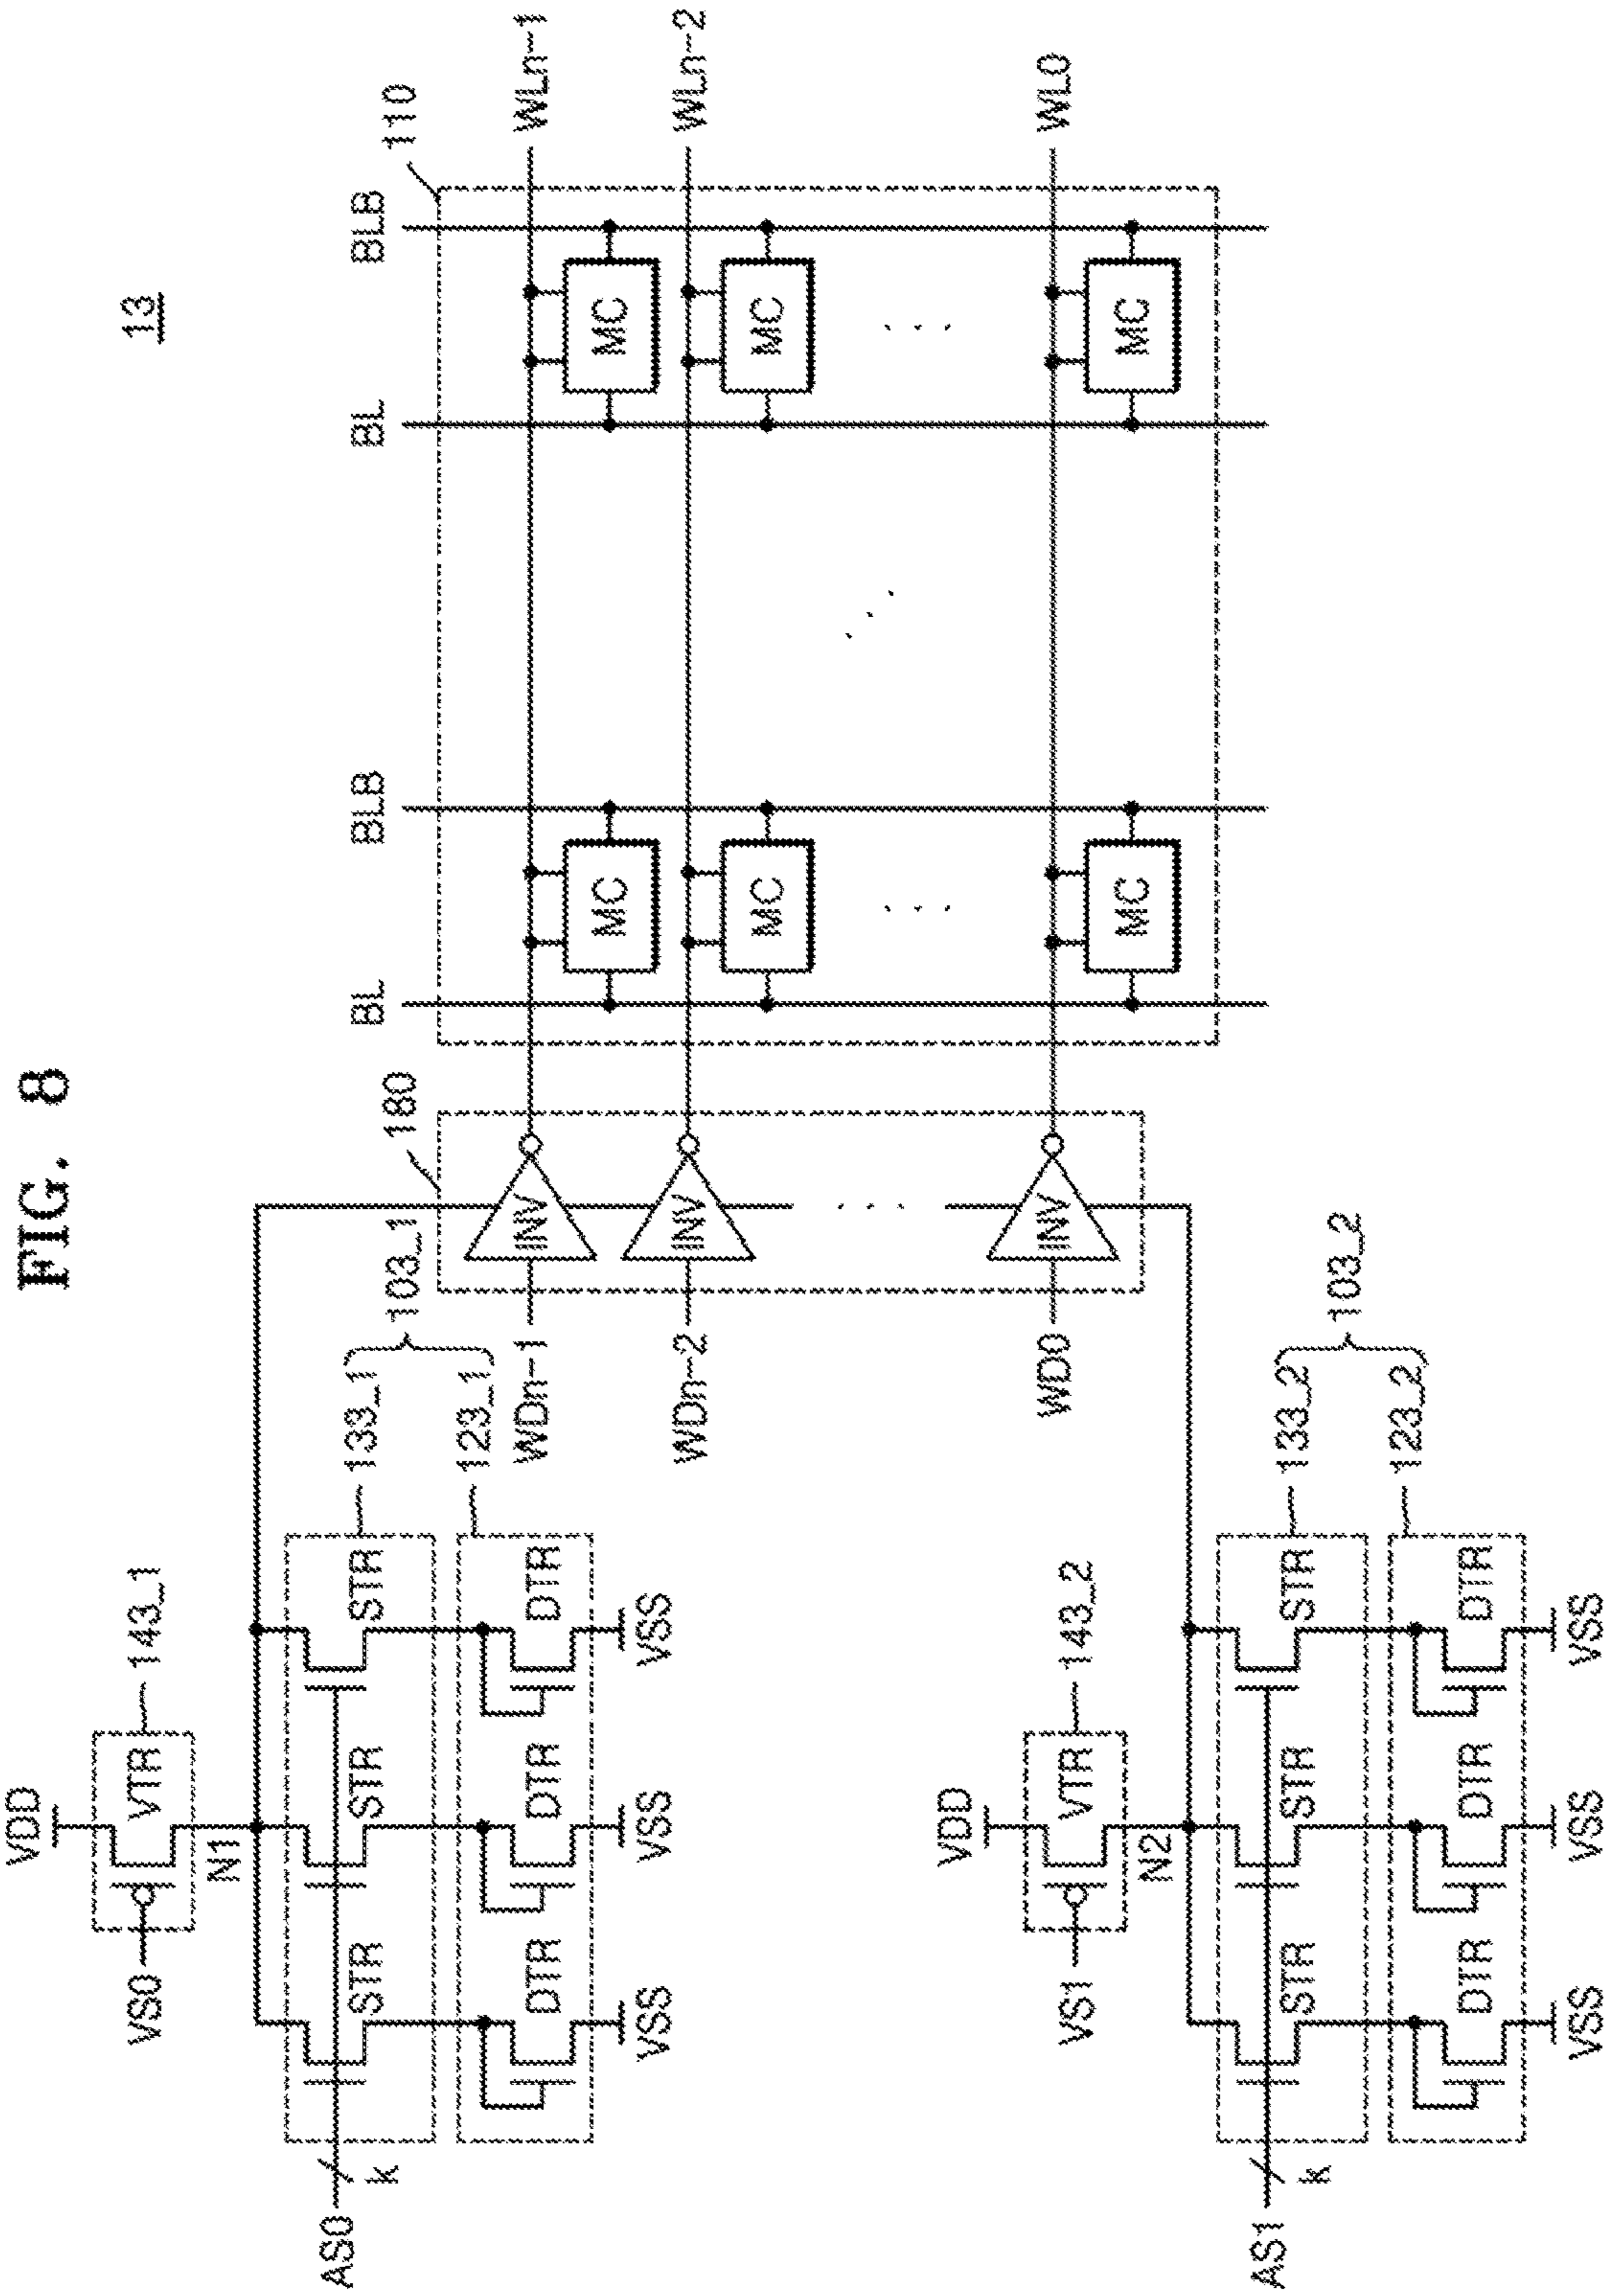 FIG. 8
13
VDD
VS0
VTR
143_1
N1
AS0
k
STR
STR
STR
133_1
103_1
DTR
DTR
DTR
123_1
VSS
VSS
VSS
180
BL
BLB
BL
BLB
110
WDn-1
INV
MC
MC
WLn-1
WDn-2
INV
MC
MC
WLn-2
WD0
INV
MC
MC
WL0
VDD
VS1
VTR
143_2
N2
AS1
k
STR
STR
STR
133_2
103_2
DTR
DTR
DTR
123_2
VSS
VSS
VSS